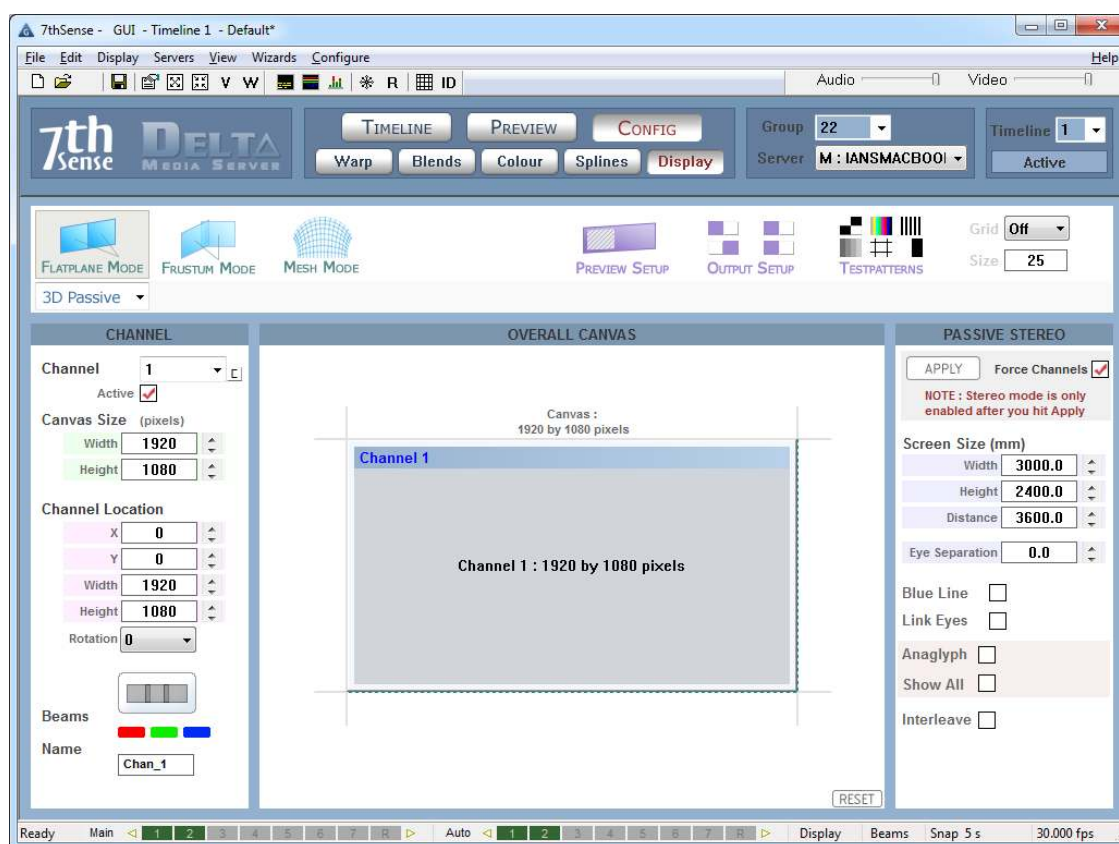 7thSense - GUI - Timeline 1 - Default*
File Edit Display Servers View Wizards Configure Help
V W R ID Audio Video
7th Sense DELTA MEDIA SERVER
TIMELINE PREVIEW CONFIG
Warp Blends Colour Splines Display
Group 22
Server M : IANSMACBOOI
Timeline 1
Active
FLATPLANE MODE FRUSTUM MODE MESH MODE PREVIEW SETUP OUTPUT SETUP TESTPATTERNS
Grid Off
Size 25
3D Passive
CHANNEL
Channel 1
Active
Canvas Size (pixels)
Width 1920
Height 1080
Channel Location
X 0
Y 0
Width 1920
Height 1080
Rotation 0
Beams
Name
Chan_1
OVERALL CANVAS
Canvas :
1920 by 1080 pixels
Channel 1
Channel 1 : 1920 by 1080 pixels
RESET
PASSIVE STEREO
APPLY Force Channels
NOTE : Stereo mode is only
enabled after you hit Apply
Screen Size (mm)
Width 3000.0
Height 2400.0
Distance 3600.0
Eye Separation 0.0
Blue Line
Link Eyes
Anaglyph
Show All
Interleave
Ready Main 1 2 3 4 5 6 7 R Auto 1 2 3 4 5 6 7 R Display Beams Snap 5 s 30.000 fps